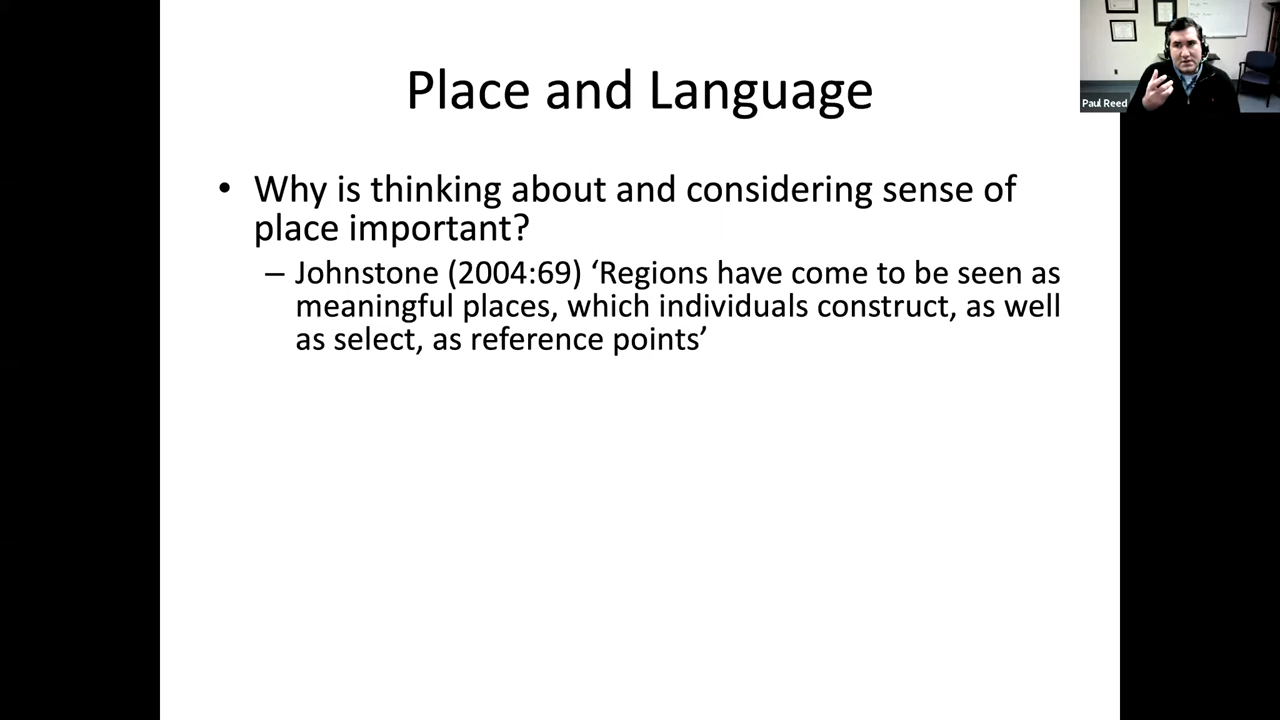 Place and Language
• Why is thinking about and considering sense of
place important?
– Johnstone (2004:69) ‘Regions have come to be seen as
meaningful places, which individuals construct, as well
as select, as reference points’
Paul Reed